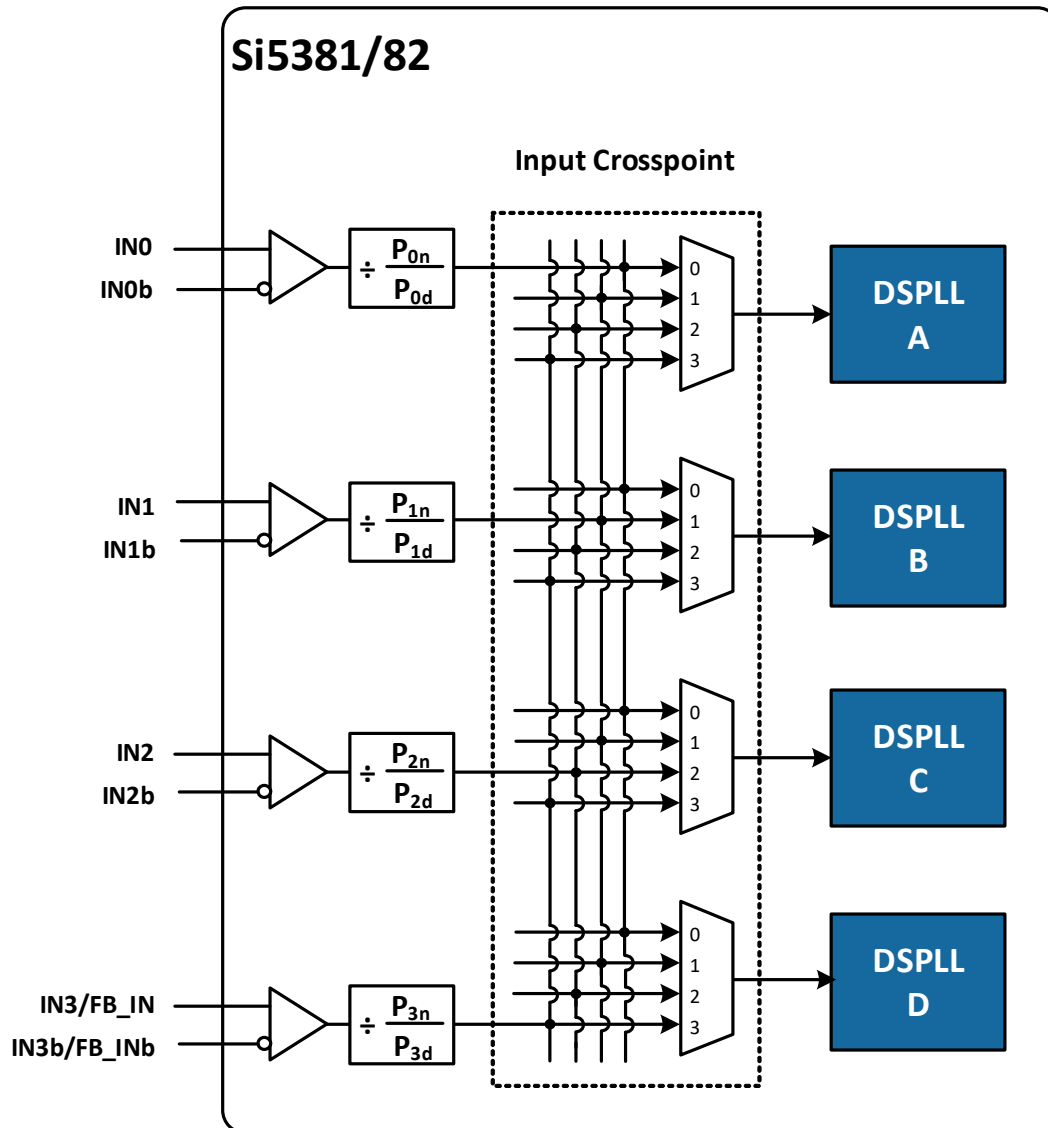 Si5381/82
Input Crosspoint
IN0
IN0b
÷ P0n
P0d
0
1
2
3
DSPLL
A
IN1
IN1b
÷ P1n
P1d
0
1
2
3
DSPLL
B
IN2
IN2b
÷ P2n
P2d
0
1
2
3
DSPLL
C
IN3/FB_IN
IN3b/FB_INb
÷ P3n
P3d
0
1
2
3
DSPLL
D